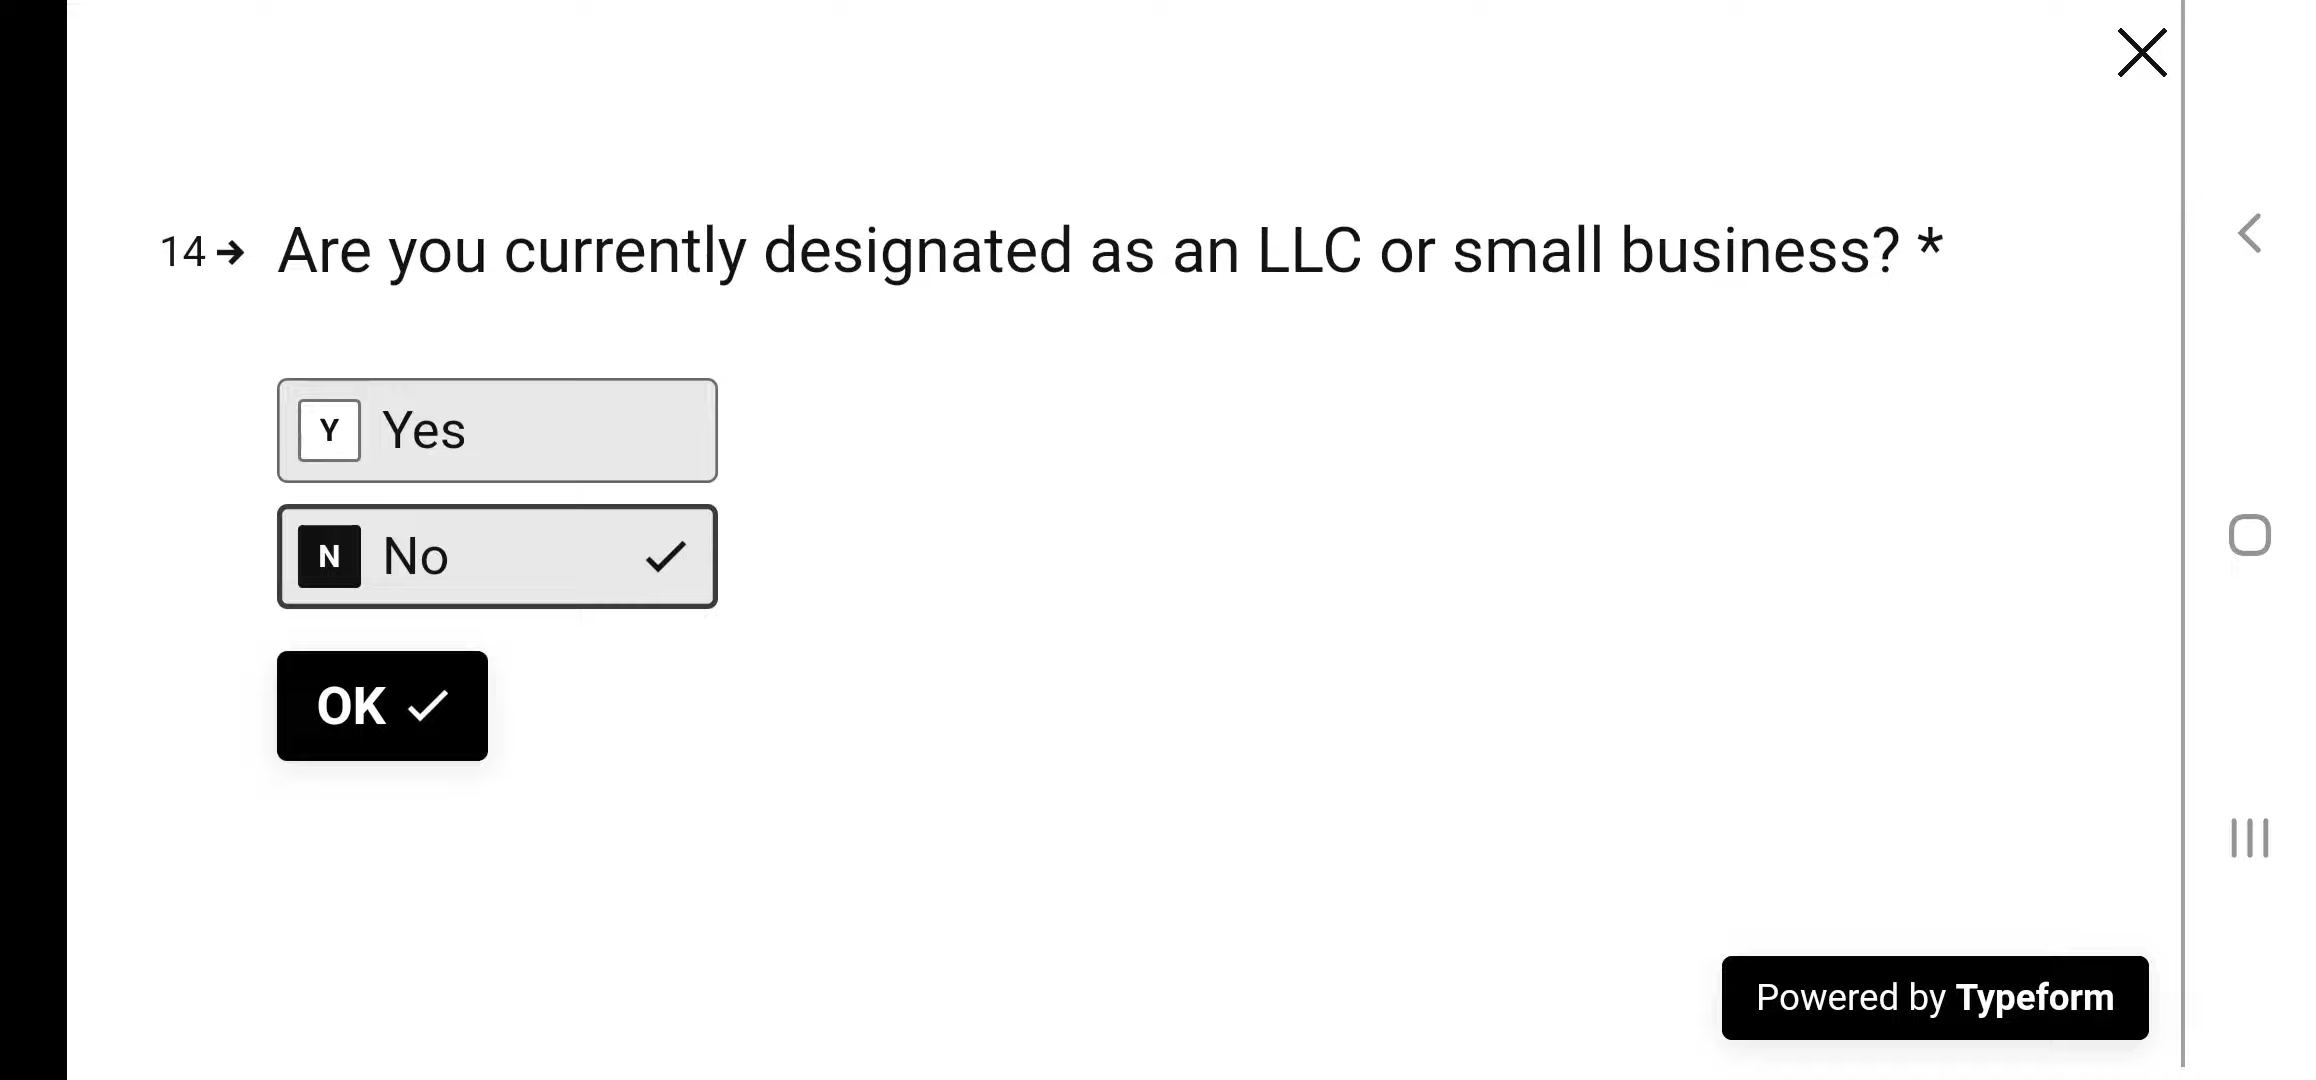 14 → Are you currently designated as an LLC or small business? *
Y Yes
N No
OK
Powered by Typeform